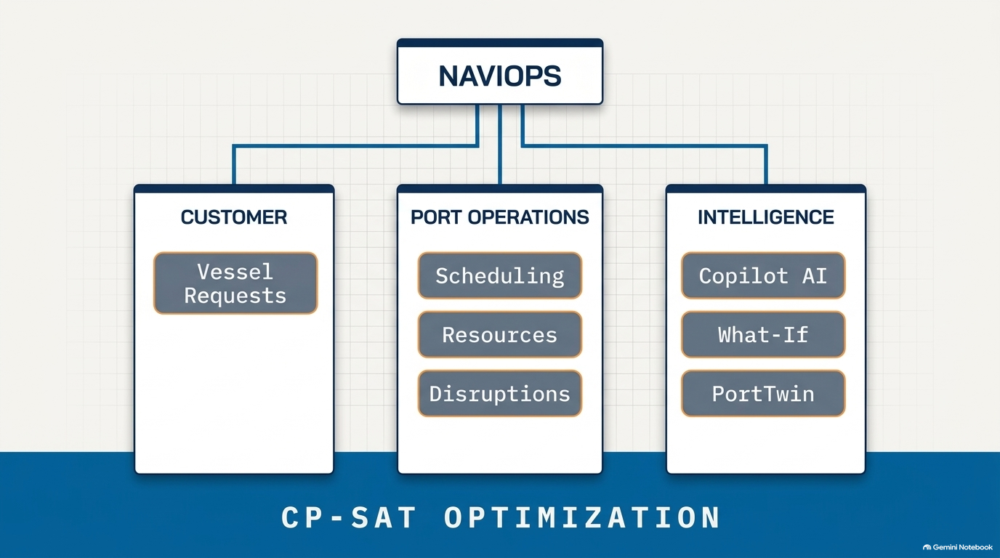 NAVIOPS
CUSTOMER
Vessel
Requests
PORT OPERATIONS
Scheduling
Resources
Disruptions
INTELLIGENCE
Copilot AI
What-If
PortTwin
CP-SAT OPTIMIZATION
Gemini Notebook